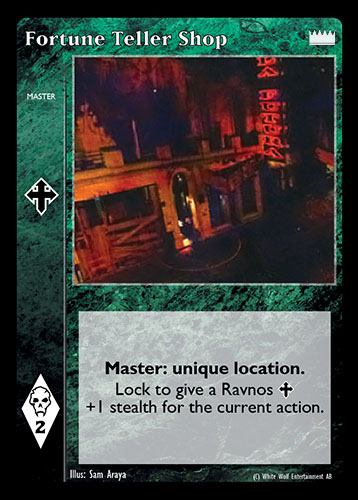 Fortune Teller Shop
MASTER
Master: unique location.
Lock to give a Ravnos
+1 stealth for the current action.
2
Illus: Sam Araya
(C) White Wolf Entertainment AB